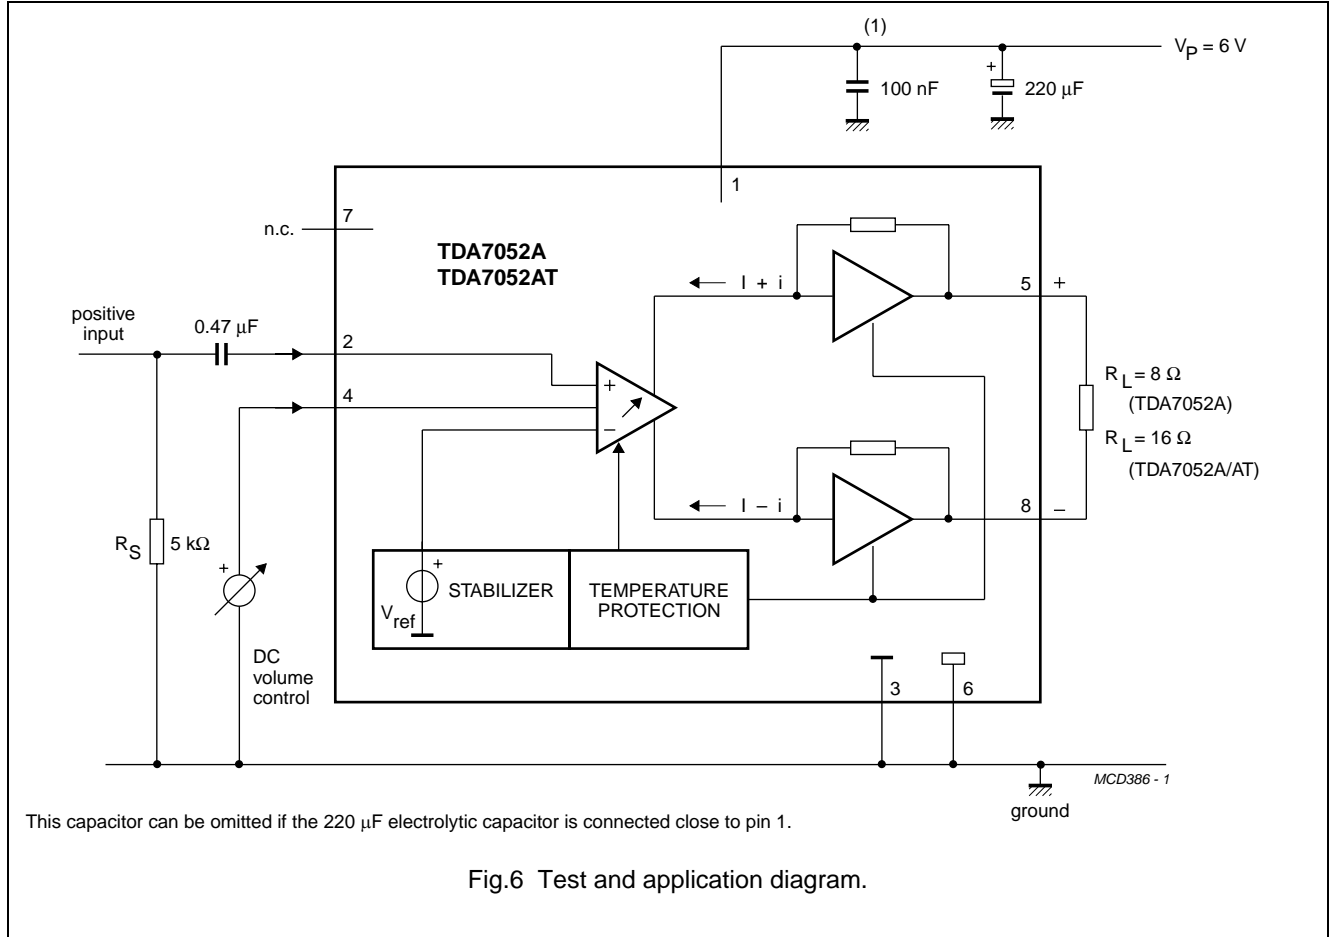 (1)
V_P = 6 V
+
100 nF
220 μF
1
7
n.c.
TDA7052A
TDA7052AT
I + i
5 +
positive
input
0.47 μF
2
+
4
−
R_L = 8 Ω
(TDA7052A)
R_L = 16 Ω
(TDA7052A/AT)
I − i
8 −
R_S 5 kΩ
+
+
V_ref
STABILIZER
TEMPERATURE
PROTECTION
DC
volume
control
3
6
MCD386 - 1
ground
This capacitor can be omitted if the 220 μF electrolytic capacitor is connected close to pin 1.
Fig.6 Test and application diagram.